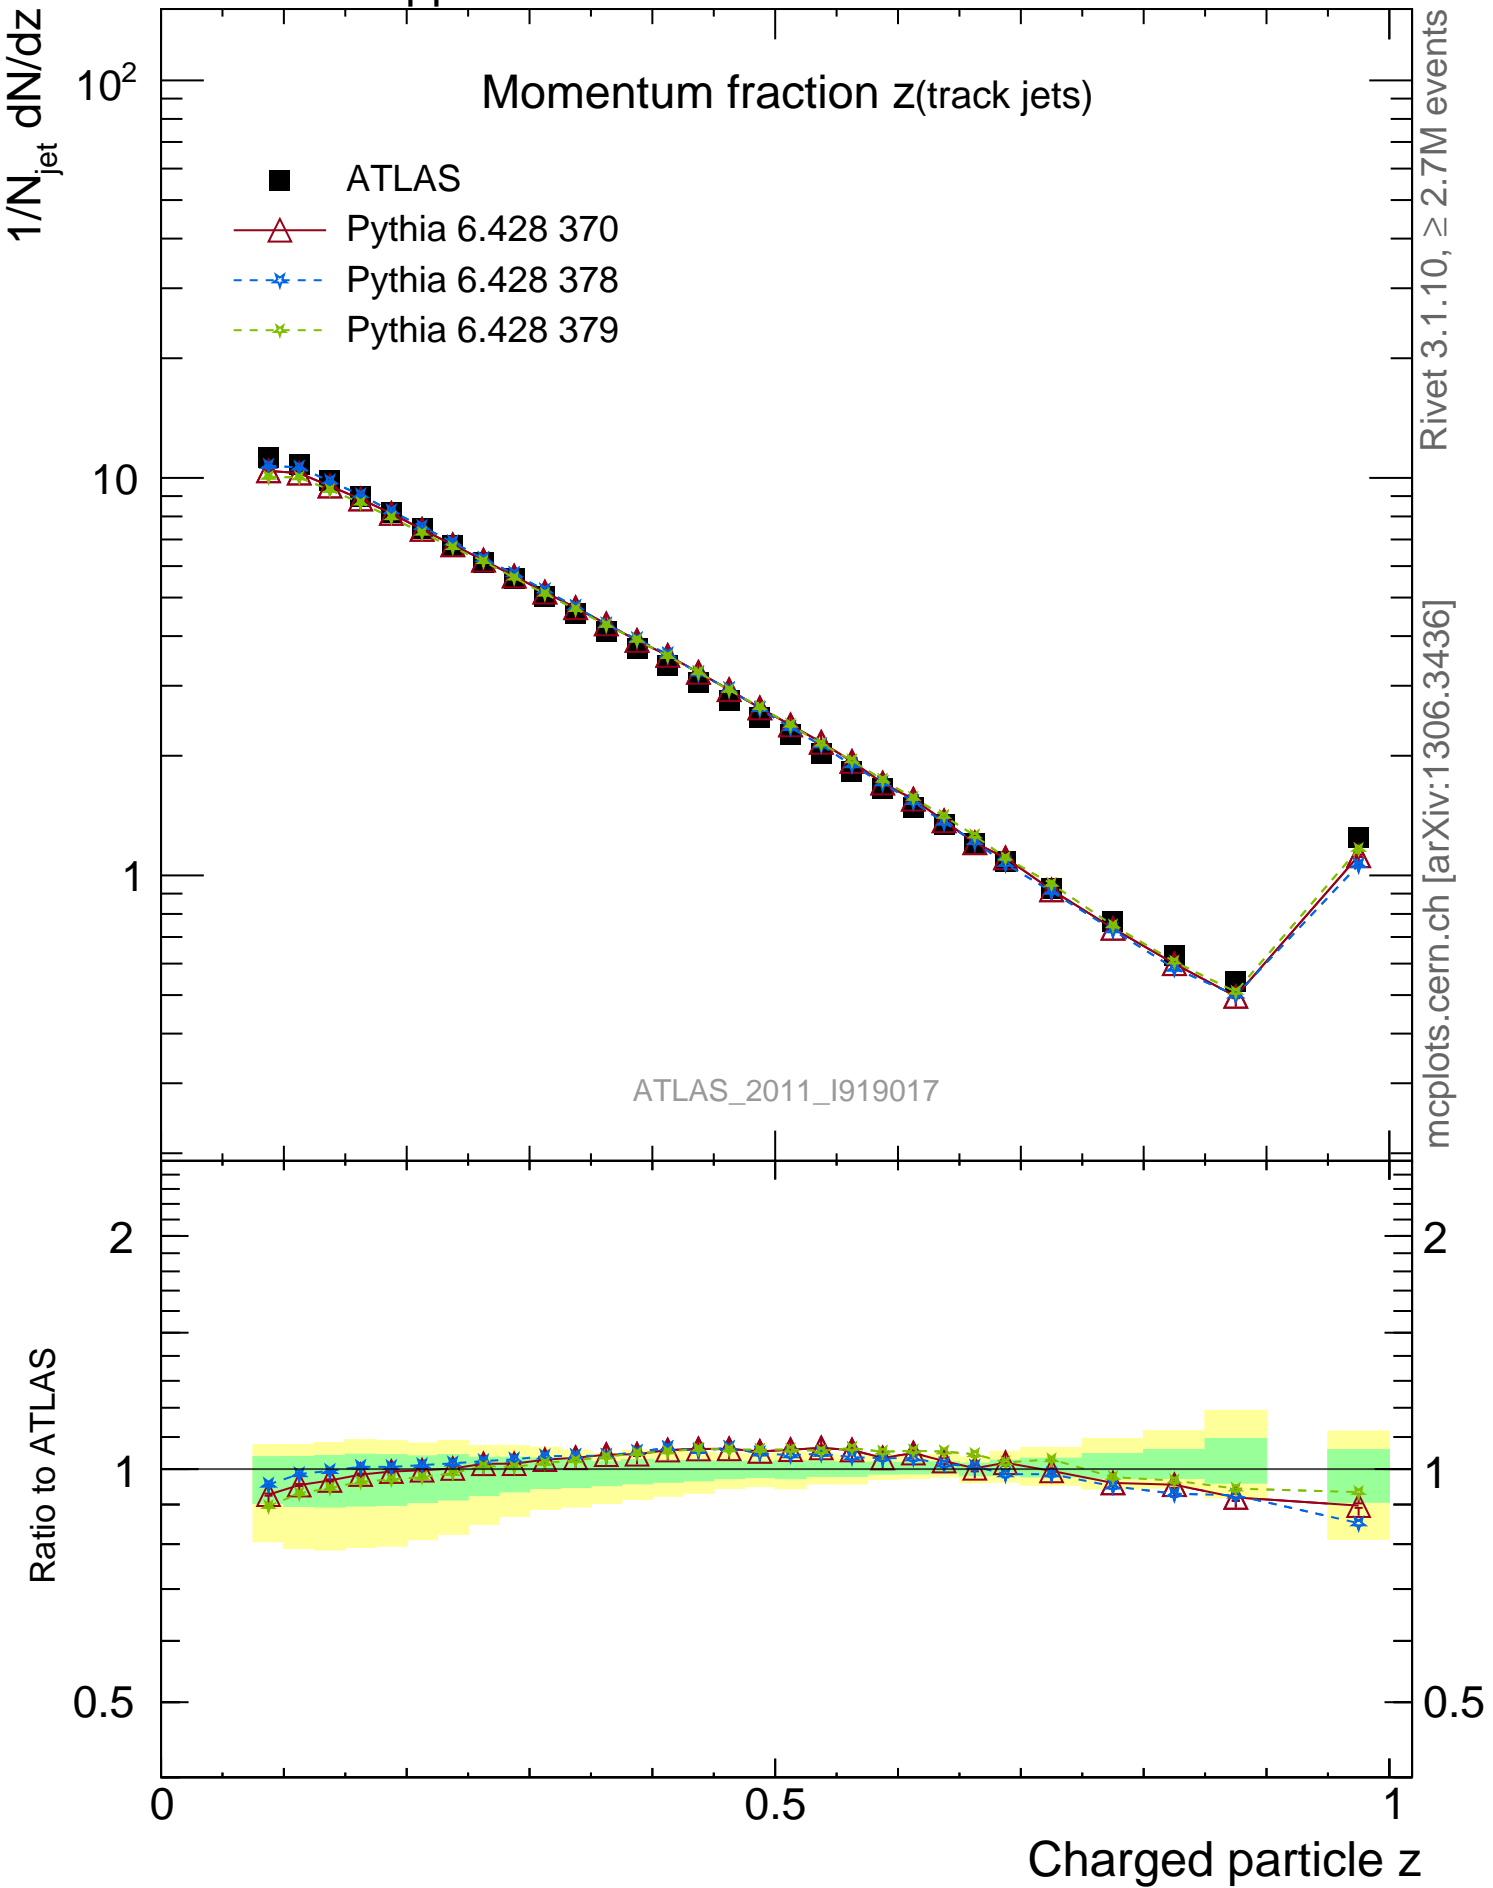 1/N_jet dN/dz
Momentum fraction z(track jets)
ATLAS
Pythia 6.428 370
Pythia 6.428 378
Pythia 6.428 379
10²
10
1
ATLAS_2011_I919017
Rivet 3.1.10, ≥ 2.7M events
mcplots.cern.ch [arXiv:1306.3436]
Ratio to ATLAS
2
1
0.5
2
1
0.5
0
0.5
1
Charged particle z